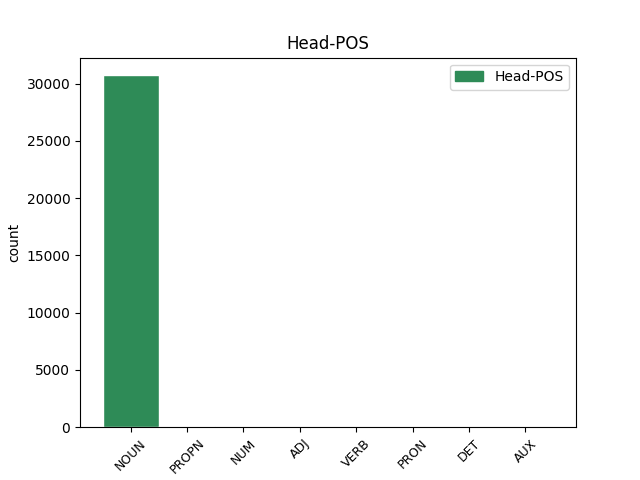 Head-POS
Head-POS
30000
25000
20000
15000
10000
5000
0
count
NOUN
PROPN
NUM
ADJ
VERB
PRON
DET
AUX